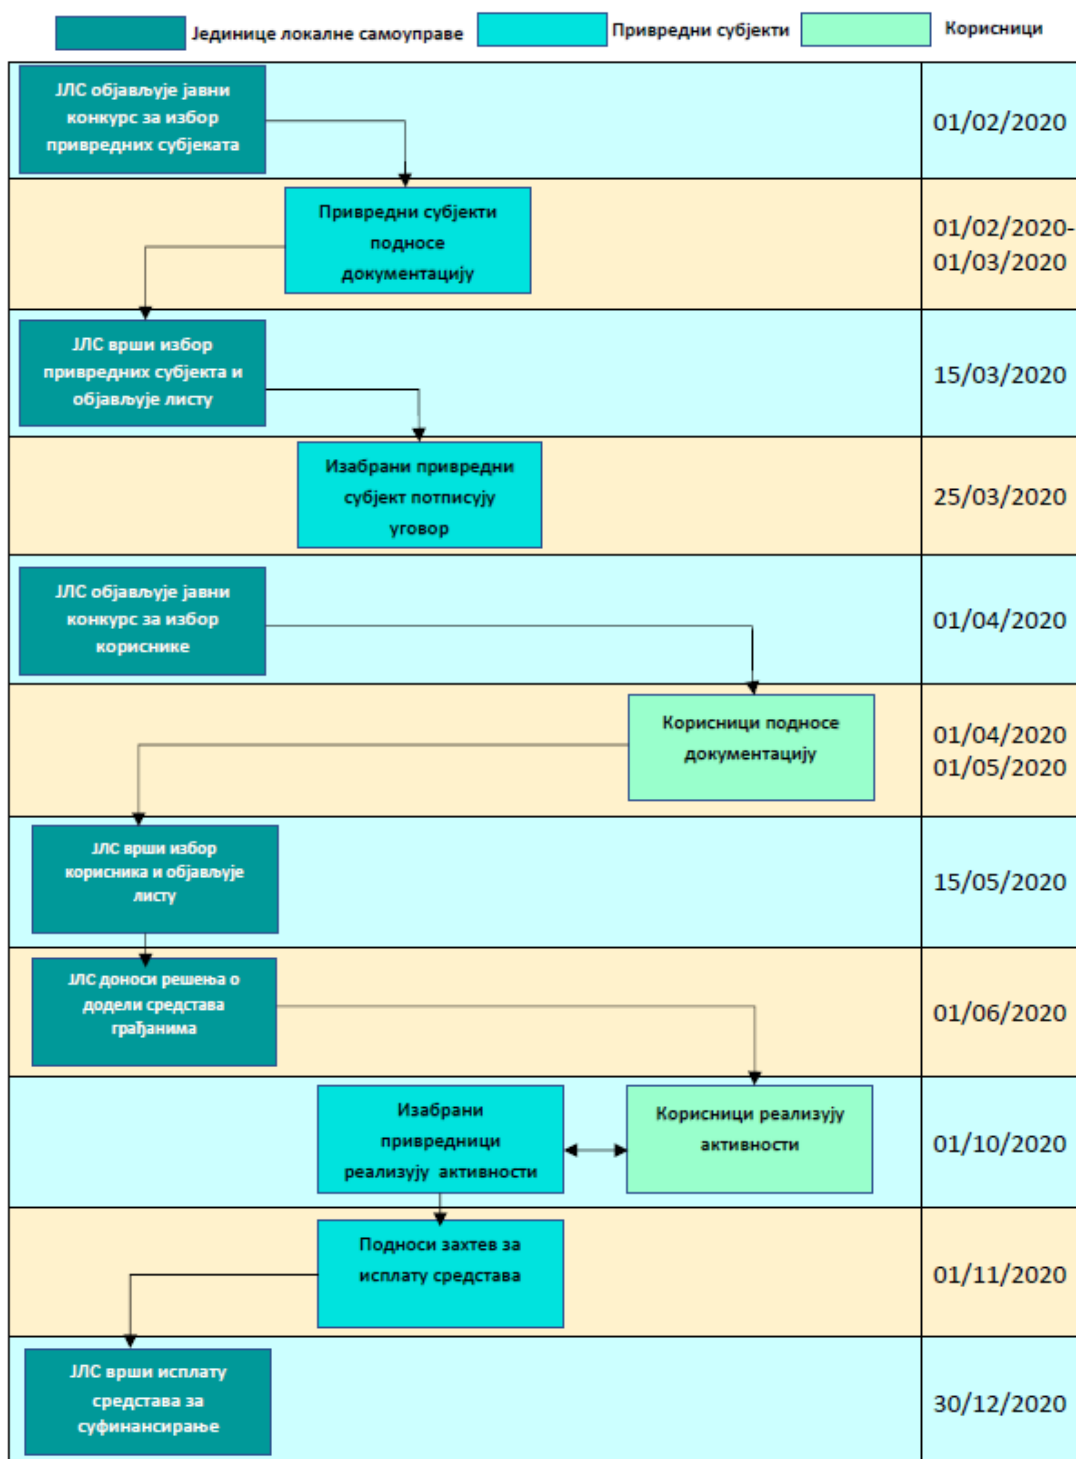 Јединице локалне самоуправе
Привредни субјекти
Корисници
ЈЛС објављује јавни
конкурс за избор
привредних субјеката
01/02/2020
Привредни субјекти
подносе
документацију
01/02/2020-
01/03/2020
ЈЛС врши избор
привредних субјекта и
објављује листу
15/03/2020
Изабрани привредни
субјект потписују
уговор
25/03/2020
ЈЛС објављује јавни
конкурс за избор
кориснике
01/04/2020
Корисници подносе
документацију
01/04/2020
01/05/2020
ЈЛС врши избор
корисника и објављује
листу
15/05/2020
ЈЛС доноси решења о
додели средстава
грађанима
01/06/2020
Изабрани
привредници
реализују активности
Корисници реализују
активности
01/10/2020
Подноси захтев за
исплату средстава
01/11/2020
ЈЛС врши исплату
средстава за
суфинансирање
30/12/2020